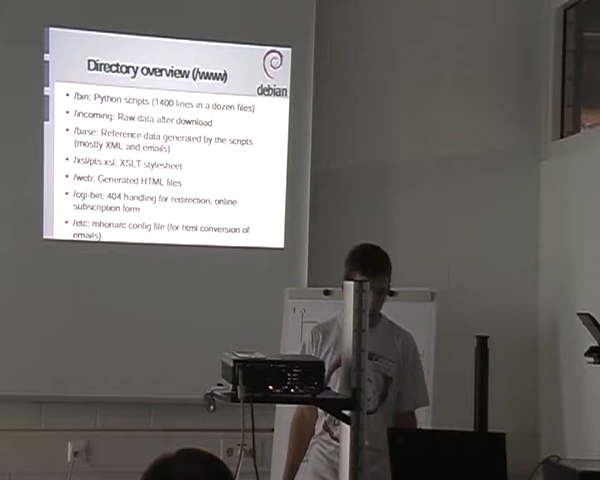 Directory overview (/www)
debian
• /bin: Python scripts (1400 lines in a dozen files)
• /incoming: Raw data after download
• /base: Reference data generated by the scripts
(mostly XML and emails)
• /xsl/pts.xsl: XSLT stylesheet
• /web: Generated HTML files
• /cgi-bin: 404 handling for redirection, online
subscription form
• /etc: mhonarc config file (for html conversion of
emails)